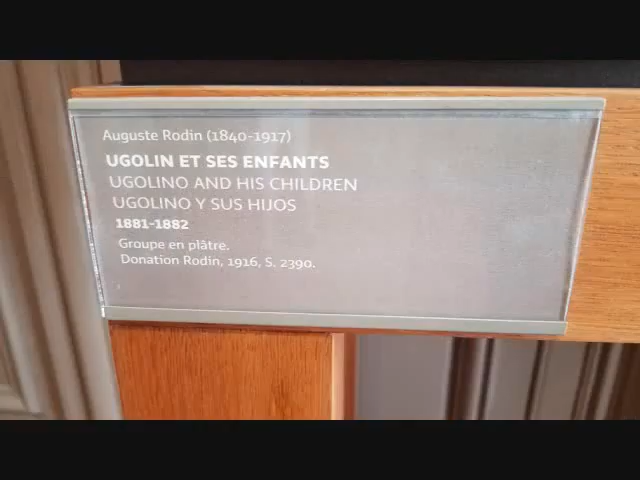 Auguste Rodin (1840-1917)
UGOLIN ET SES ENFANTS
UGOLINO AND HIS CHILDREN
UGOLINO Y SUS HIJOS
1881-1882
Groupe en plâtre.
Donation Rodin, 1916, S. 2390.